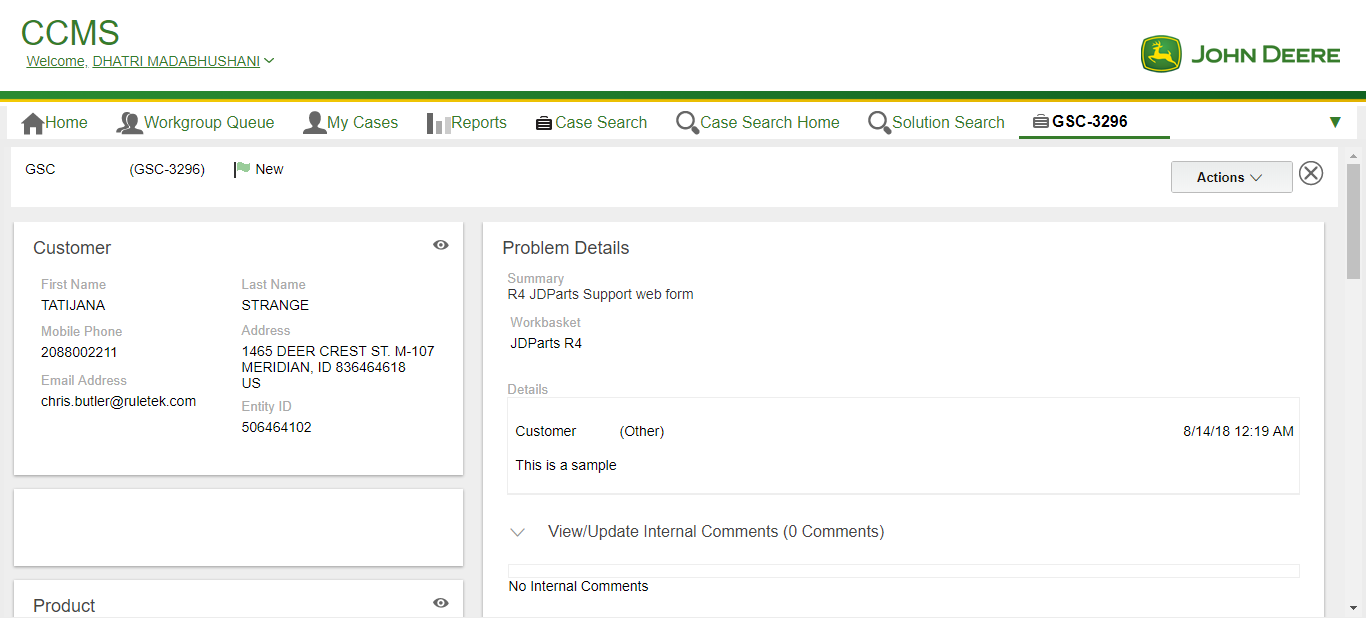 CCMS
Welcome, DHATRI MADABHUSHANI
JOHN DEERE
Home Workgroup Queue My Cases Reports Case Search Case Search Home Solution Search GSC-3296
GSC (GSC-3296) New
Actions
Customer
First Name Last Name
TATIJANA STRANGE
Mobile Phone Address
2088002211 1465 DEER CREST ST. M-107
MERIDIAN, ID 836464618
US
Email Address
chris.butler@ruletek.com
Entity ID
506464102
Product
Problem Details
Summary
R4 JDParts Support web form
Workbasket
JDParts R4
Details
Customer (Other) 8/14/18 12:19 AM
This is a sample
View/Update Internal Comments (0 Comments)
No Internal Comments